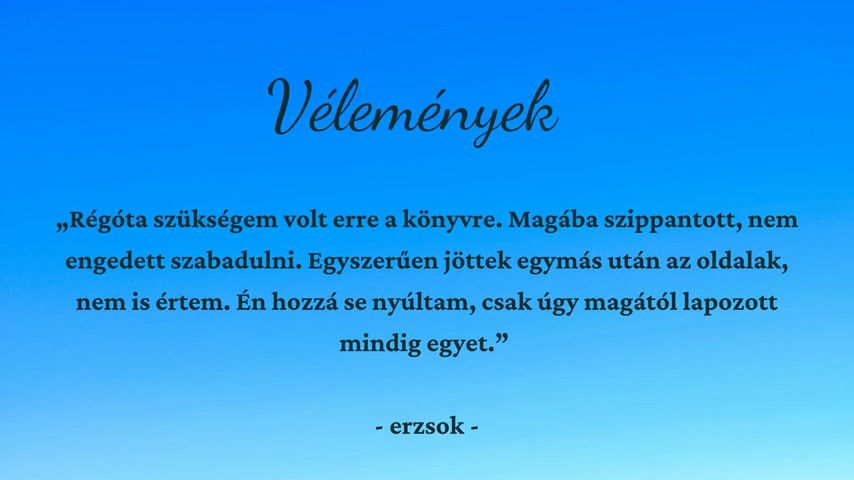 Vélemények
„Régóta szükségem volt erre a könyvre. Magába szippantott, nem
engedett szabadulni. Egyszerűen jöttek egymás után az oldalak,
nem is értem. Én hozzá se nyúltam, csak úgy magától lapozott
mindig egyet.”
- erzsok -